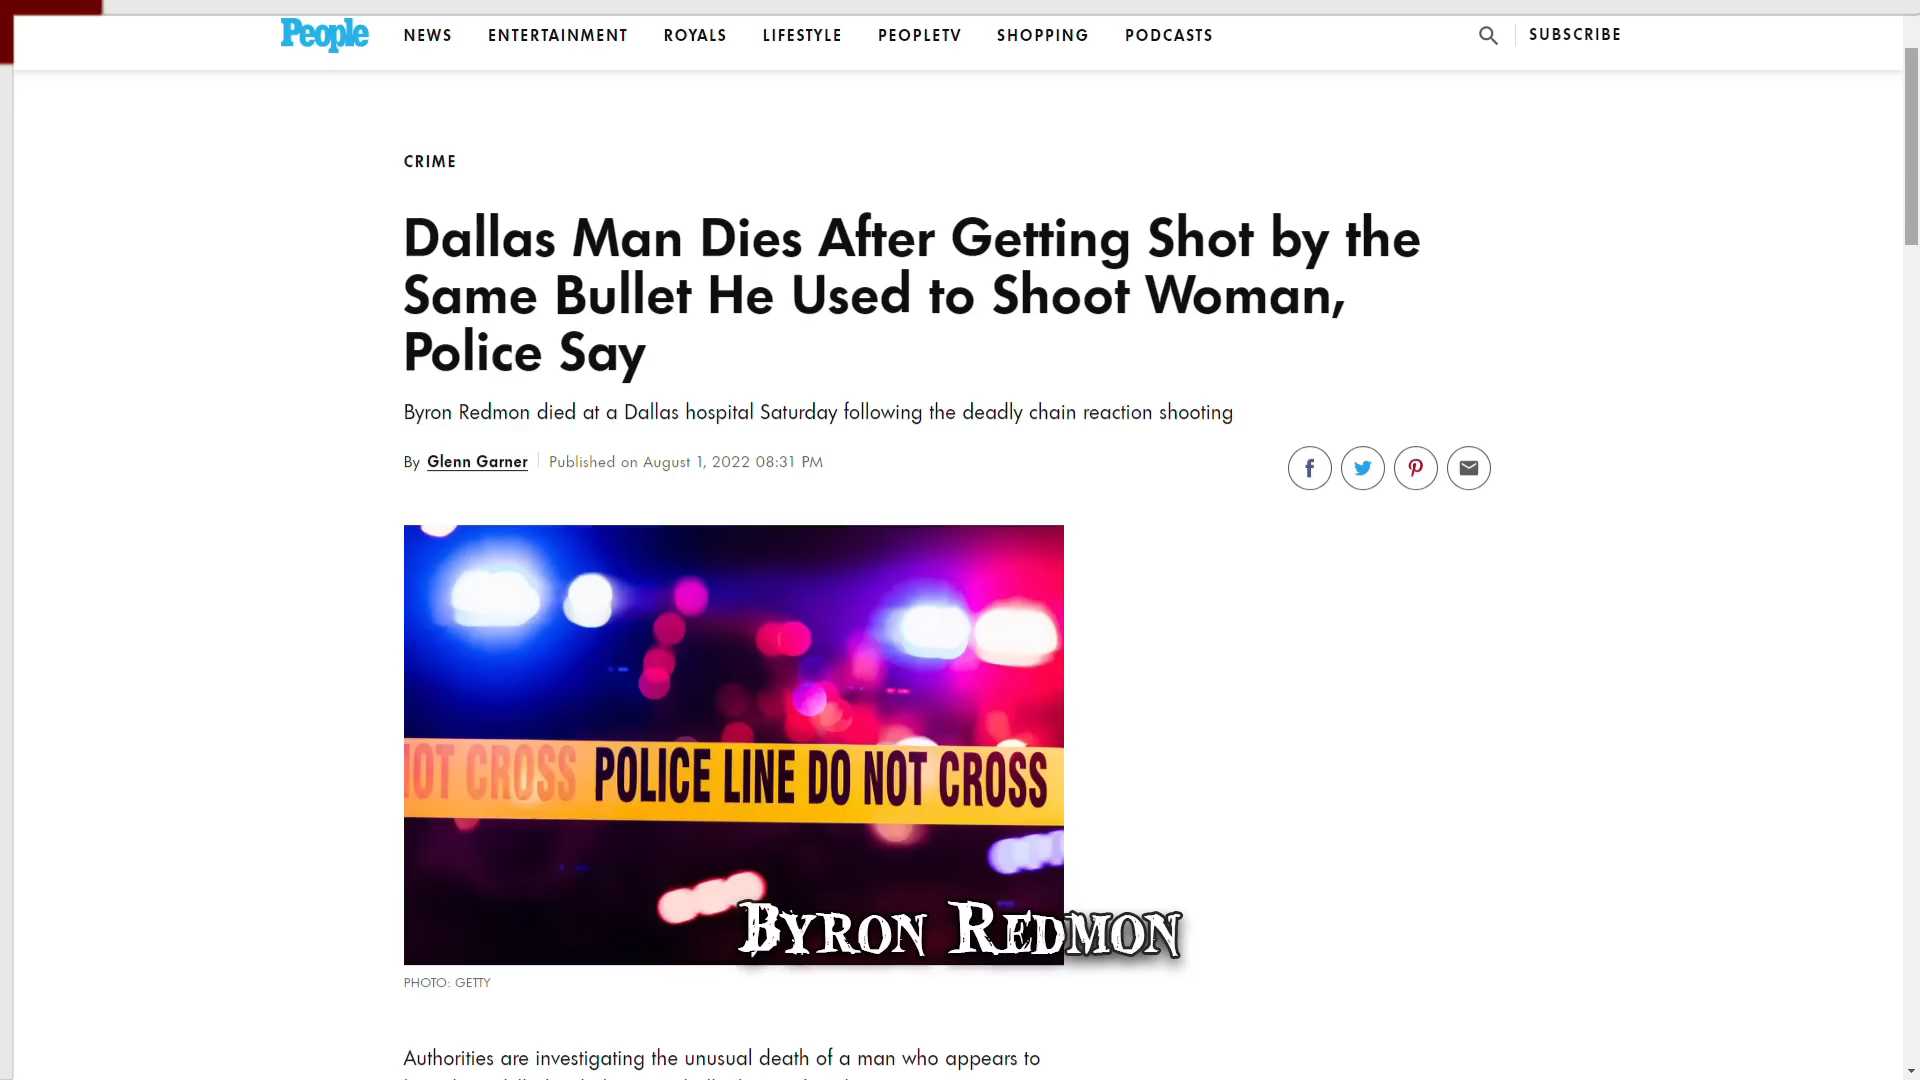 People NEWS ENTERTAINMENT ROYALS LIFESTYLE PEOPLETV SHOPPING PODCASTS SUBSCRIBE
CRIME
Dallas Man Dies After Getting Shot by the
Same Bullet He Used to Shoot Woman,
Police Say
Byron Redmon died at a Dallas hospital Saturday following the deadly chain reaction shooting
By Glenn Garner Published on August 1, 2022 08:31 PM
NOT CROSS POLICE LINE DO NOT CROSS
BYRON REDMON
PHOTO: GETTY
Authorities are investigating the unusual death of a man who appears to